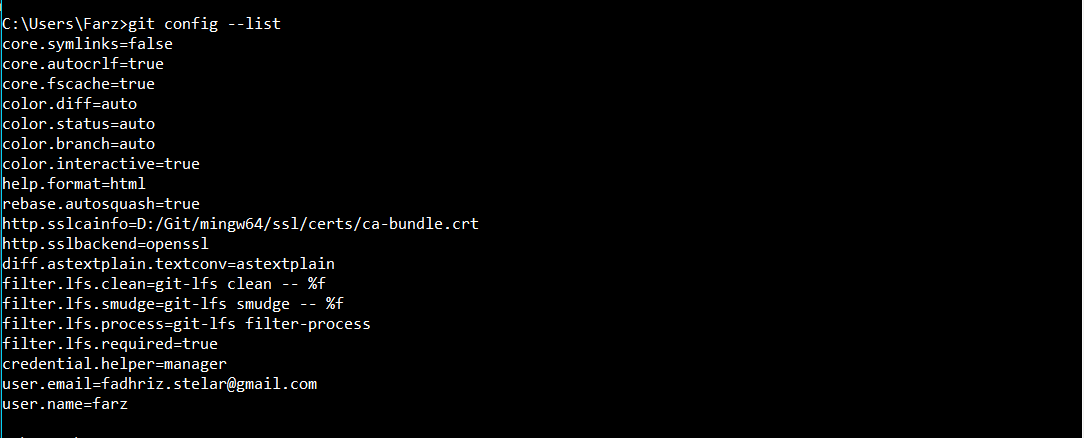 C:\Users\Farz>git config --list
core.symlinks=false
core.autocrlf=true
core.fscache=true
color.diff=auto
color.status=auto
color.branch=auto
color.interactive=true
help.format=html
rebase.autosquash=true
http.sslcainfo=D:/Git/mingw64/ssl/certs/ca-bundle.crt
http.sslbackend=openssl
diff.astextplain.textconv=astextplain
filter.lfs.clean=git-lfs clean -- %f
filter.lfs.smudge=git-lfs smudge -- %f
filter.lfs.process=git-lfs filter-process
filter.lfs.required=true
credential.helper=manager
user.email=fadhriz.stelar@gmail.com
user.name=farz